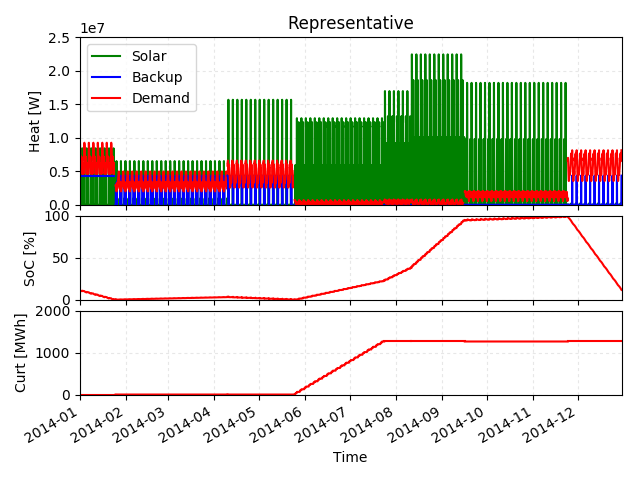 Representative
1e7
Heat [W]
2.5
2.0
1.5
1.0
0.5
0.0
Solar
Backup
Demand
SoC [%]
100
50
0
Curt [MWh]
2000
1000
0
2014-01
2014-02
2014-03
2014-04
2014-05
2014-06
2014-07
2014-08
2014-09
2014-10
2014-11
2014-12
Time